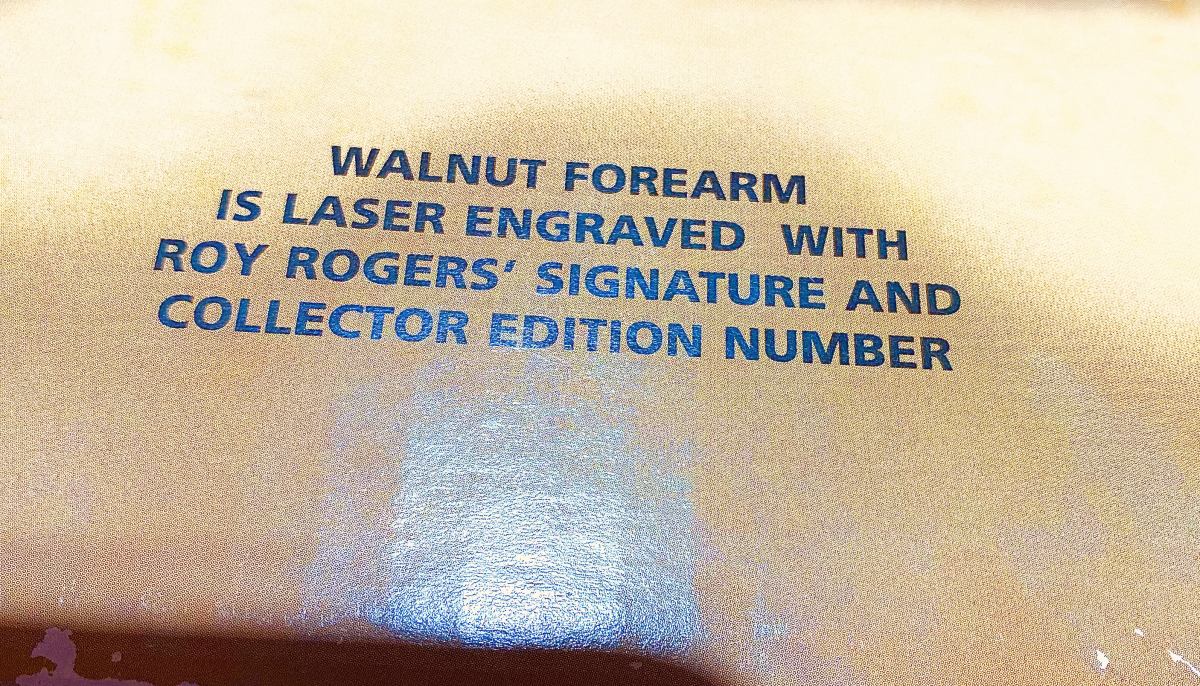 WALNUT FOREARM
IS LASER ENGRAVED WITH
ROY ROGERS’ SIGNATURE AND
COLLECTOR EDITION NUMBER